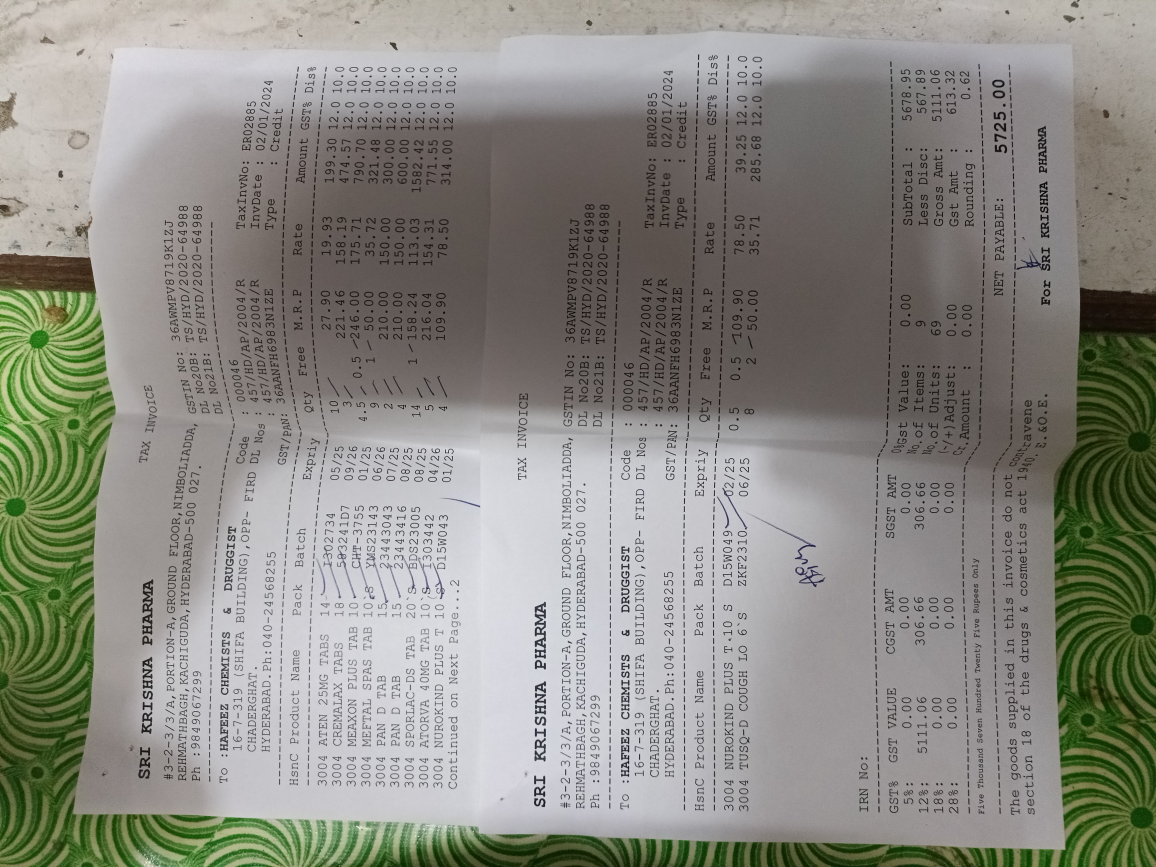 TAX INVOICE
SRI KRISHNA PHARMA
#3-2-3/3/A,PORTION-A,GROUND FLOOR,NIMBOLIADDA, GSTIN No: 36AWMPV8719K1ZJ
REHMATHBAGH,KACHIGUDA,HYDERABAD-500 027. DL No20B: TS/HYD/2020-64988
Ph :9849067299 DL No21B: TS/HYD/2020-64988
To :HAFEEZ CHEMISTS & DRUGGIST Code : 000046 TaxInvNo: ER02885
16-7-319 (SHIFA BUILDING),OPP- FIRD DL Nos : 457/HD/AP/2004/R InvDate : 02/01/2024
CHADERGHAT. : 457/HD/AP/2004/R Type : Credit
HYDERABAD.Ph:040-24568255 GST/PAN: 36AANFH6983N1ZE
HsnC Product Name Pack Batch Expriy Qty Free M.R.P Rate Amount GST% Dis%
3004 ATEN 25MG TABS 14 I302734 05/25 10 27.90 19.93 199.30 12.0 10.0
3004 CREMALAX TABS 18 583241D7 09/26 3 221.46 158.19 474.57 12.0 10.0
3004 MEAXON PLUS TAB 10 CHT-3755 01/25 4.5 0.5 246.00 175.71 790.70 12.0 10.0
3004 MEFTAL SPAS TAB 10 YMS23143 06/26 9 1 50.00 35.72 321.48 12.0 10.0
3004 PAN D TAB 15 23443043 07/25 2 210.00 150.00 300.00 12.0 10.0
3004 PAN D TAB 15 23443416 08/25 4 210.00 150.00 600.00 12.0 10.0
3004 SPORLAC-DS TAB 20'S BDS23005 08/25 14 1 158.24 113.03 1582.42 12.0 10.0
3004 ATORVA 40MG TAB 10'S I303442 04/26 5 216.04 154.31 771.55 12.0 10.0
3004 NUROKIND PLUS T 10 S D15W043 01/25 4 109.90 78.50 314.00 12.0 10.0
Continued on Next Page...2
TAX INVOICE
SRI KRISHNA PHARMA
#3-2-3/3/A,PORTION-A,GROUND FLOOR,NIMBOLIADDA, GSTIN No: 36AWMPV8719K1ZJ
REHMATHBAGH,KACHIGUDA,HYDERABAD-500 027. DL No20B: TS/HYD/2020-64988
Ph :9849067299 DL No21B: TS/HYD/2020-64988
To :HAFEEZ CHEMISTS & DRUGGIST Code : 000046 TaxInvNo: ER02885
16-7-319 (SHIFA BUILDING),OPP- FIRD DL Nos : 457/HD/AP/2004/R InvDate : 02/01/2024
CHADERGHAT. : 457/HD/AP/2004/R Type : Credit
HYDERABAD.Ph:040-24568255 GST/PAN: 36AANFH6983N1ZE
HsnC Product Name Pack Batch Expriy Qty Free M.R.P Rate Amount GST% Dis%
3004 NUROKIND PLUS T.10 S D15W049 02/25 0.5 0.5 109.90 78.50 39.25 12.0 10.0
3004 TUSQ-D COUGH LO 6'S ZKF2310 06/25 8 2 50.00 35.71 285.68 12.0 10.0
IRN No:
GST% GST VALUE CGST AMT SGST AMT 0%Gst Value: 0.00 SubTotal : 5678.95
5%: 0.00 0.00 0.00 No.of Items: 9 Less Disc: 567.89
12%: 5111.06 306.66 306.66 No.of Units: 69 Gross Amt: 5111.06
18%: 0.00 0.00 0.00 (-/+)Adjust: 0.00 Gst Amt : 613.32
28%: 0.00 0.00 0.00 Cr.Amount : 0.00 Rounding : 0.62
Five Thousand Seven Hundred Twenty Five Rupees Only
NET PAYABLE: 5725.00
The goods supplied in this invoice do not contravene
section 18 of the drugs & cosmetics act 1940. E.&O.E.
For SRI KRISHNA PHARMA